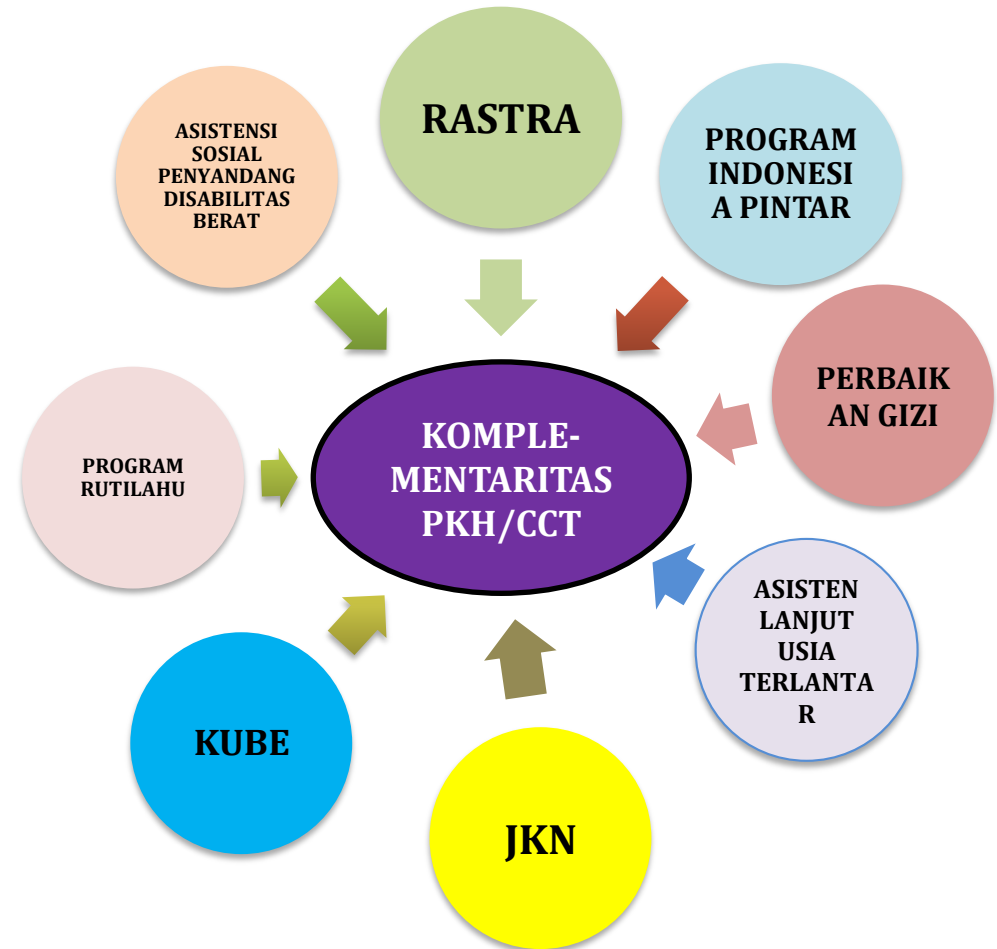 RASTRA
ASISTENSI
SOSIAL
PENYANDANG
DISABILITAS
BERAT
PROGRAM
INDONESI
A PINTAR
PERBAIK
AN GIZI
KOMPLE-
MENTARITAS
PKH/CCT
PROGRAM
RUTILAHU
ASISTEN
LANJUT
USIA
TERLANTA
R
KUBE
JKN